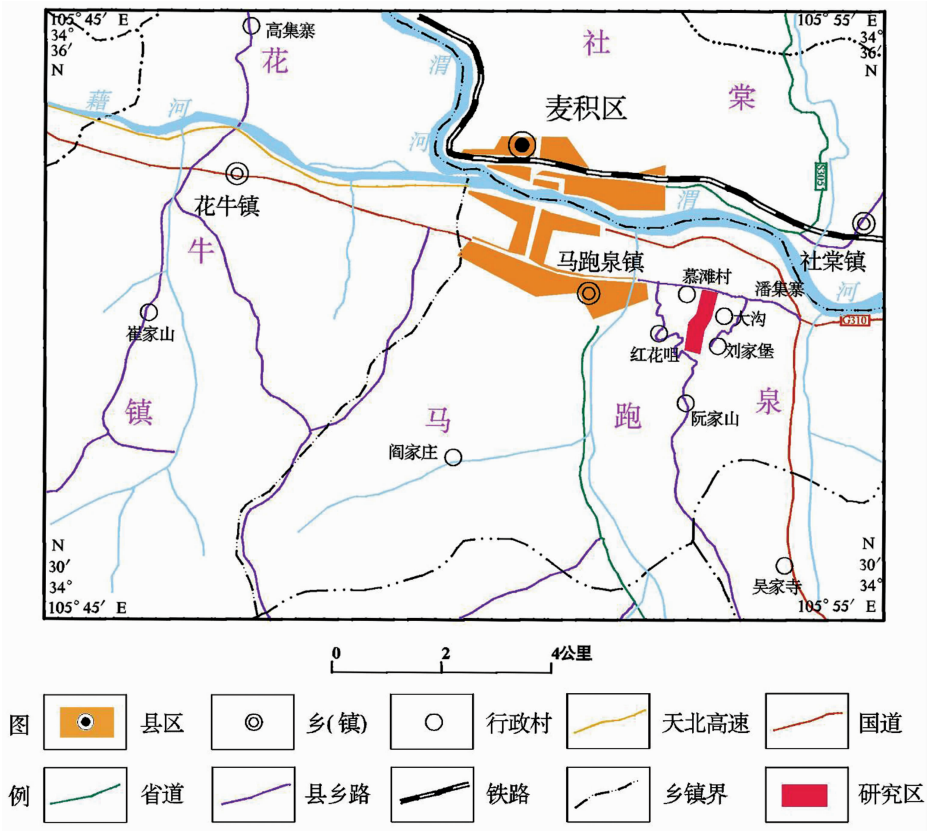 105° 45′ E
34°
36′
N
高集寨
花
渭
社
105° 55′ E
34°
36′
N
藉
河
河
麦积区
棠
S305
花牛镇
渭
牛
马跑泉镇
慕滩村
潘集寨
社棠镇
河
崔家山
大沟
G310
红花咀
刘家堡
镇
马
跑
泉
阮家山
阎家庄
N
30′
34°
105° 45′ E
N
30′
34°
105° 55′ E
吴家寺
0 2 4公里
图 县区 乡(镇) 行政村 天北高速 国道
例 省道 县乡路 铁路 乡镇界 研究区